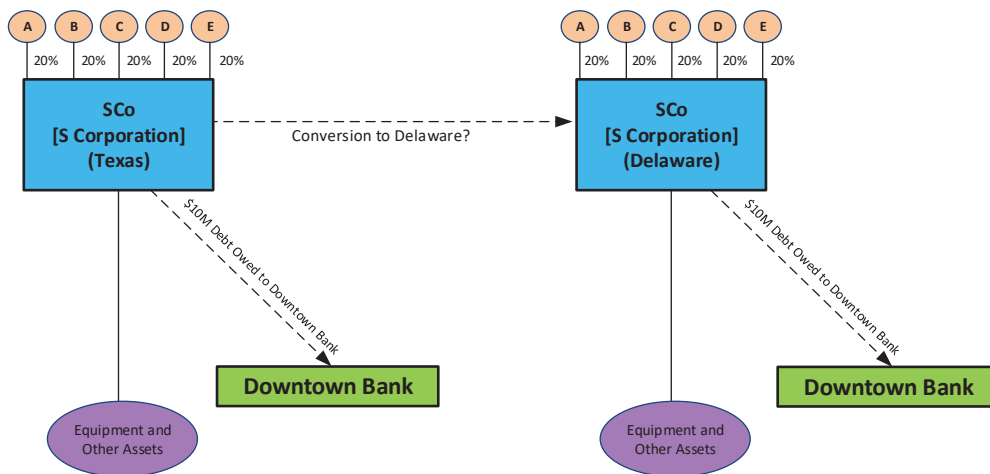 A B C D E
20% 20% 20% 20% 20%
SCo
[S Corporation]
(Texas)
Conversion to Delaware?
$10M Debt Owed to Downtown Bank
Downtown Bank
Equipment and
Other Assets
A B C D E
20% 20% 20% 20% 20%
SCo
[S Corporation]
(Delaware)
$10M Debt Owed to Downtown Bank
Downtown Bank
Equipment and
Other Assets